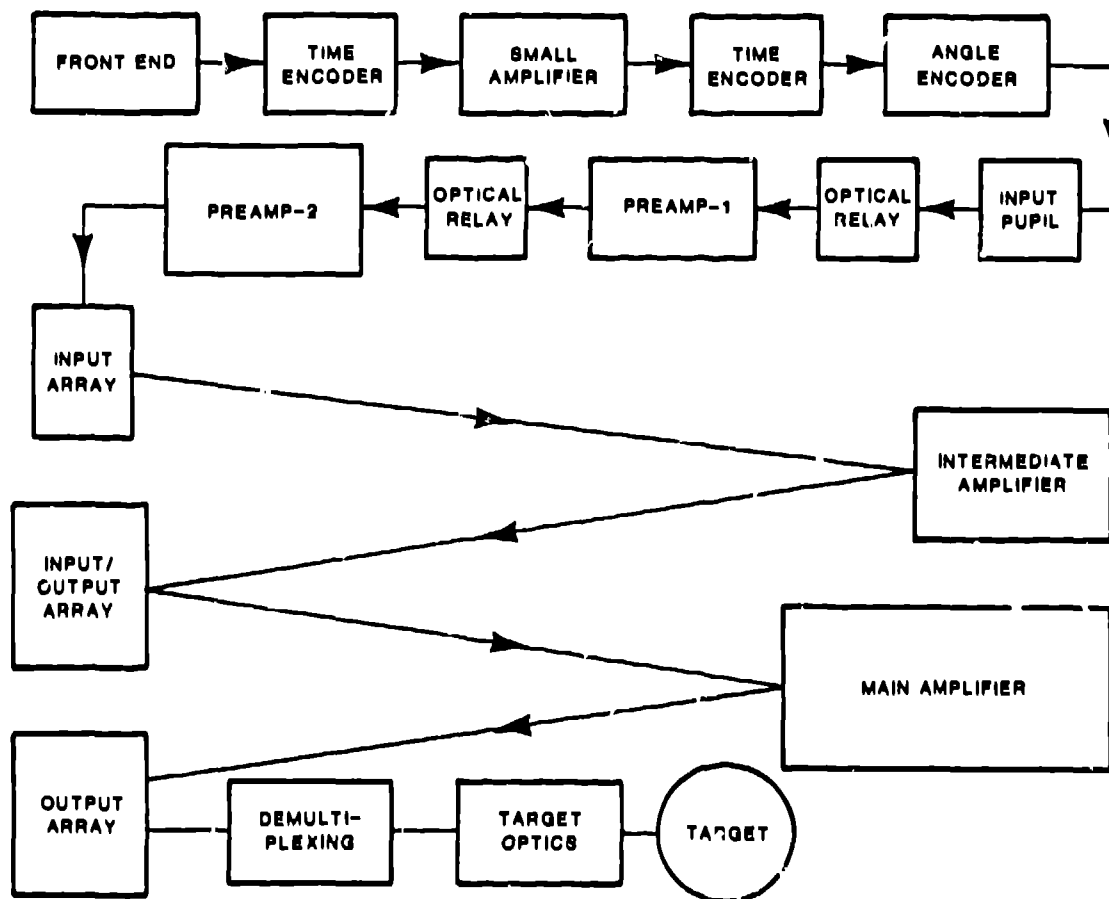 FRONT END
TIME
ENCODER
SMALL
AMPLIFIER
TIME
ENCODER
ANGLE
ENCODER
PREAMP-2
OPTICAL
RELAY
PREAMP-1
OPTICAL
RELAY
INPUT
PUPIL
INPUT
ARRAY
INTERMEDIATE
AMPLIFIER
INPUT/
OUTPUT
ARRAY
MAIN AMPLIFIER
OUTPUT
ARRAY
DEMULTI-
PLEXING
TARGET
OPTICS
TARGET